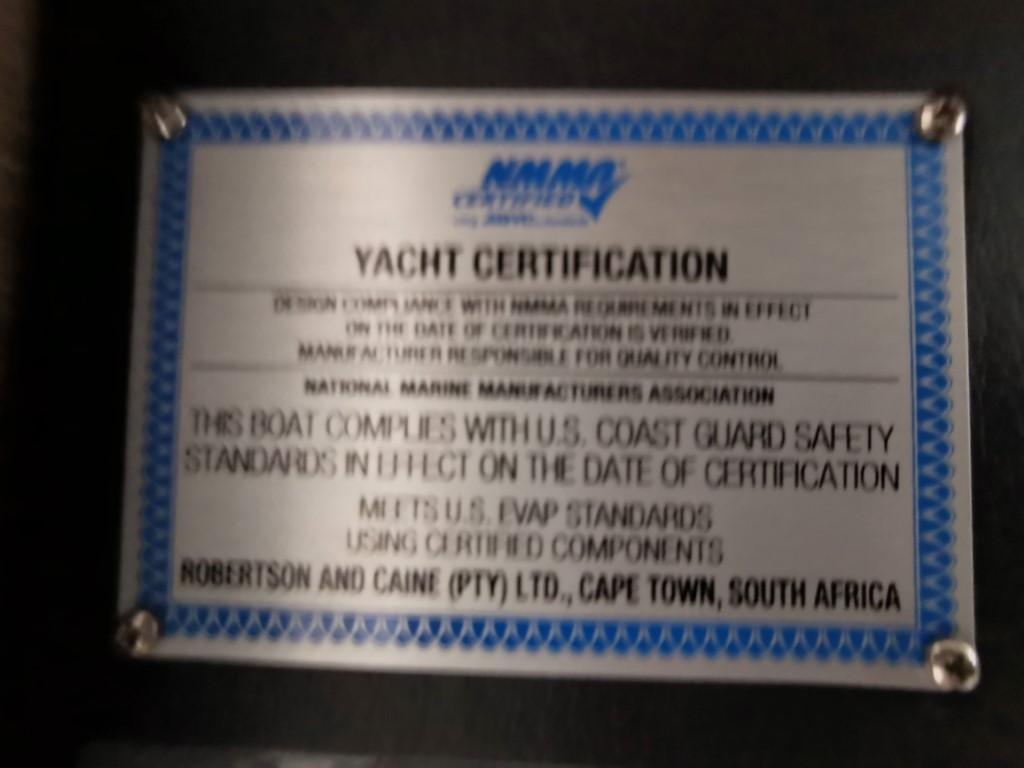 NMMA
CERTIFIED
YACHT CERTIFICATION
DESIGN COMPLIANCE WITH NMMA REQUIREMENTS IN EFFECT
ON THE DATE OF CERTIFICATION IS VERIFIED.
MANUFACTURER RESPONSIBLE FOR QUALITY CONTROL
NATIONAL MARINE MANUFACTURERS ASSOCIATION
THIS BOAT COMPLIES WITH U.S. COAST GUARD SAFETY
STANDARDS IN EFFECT ON THE DATE OF CERTIFICATION
MEETS U.S. EVAP STANDARDS
USING CERTIFIED COMPONENTS
ROBERTSON AND CAINE (PTY) LTD., CAPE TOWN, SOUTH AFRICA